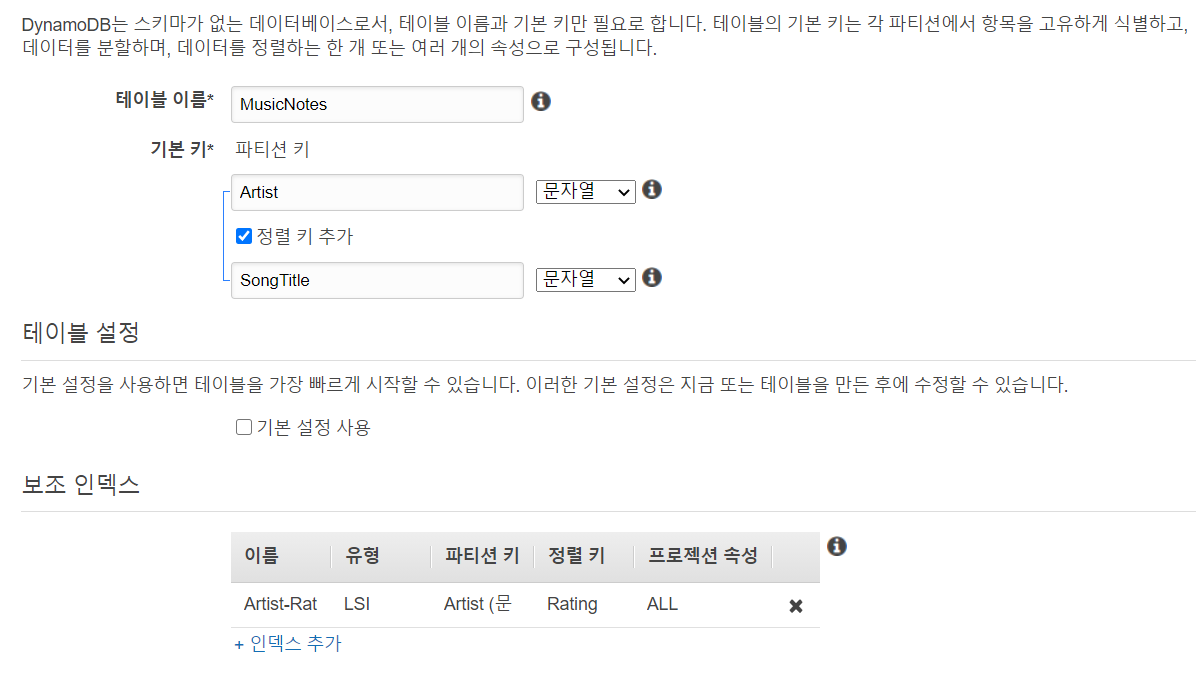 DynamoDB는 스키마가 없는 데이터베이스로서, 테이블 이름과 기본 키만 필요로 합니다. 테이블의 기본 키는 각 파티션에서 항목을 고유하게 식별하고,
데이터를 분할하며, 데이터를 정렬하는 한 개 또는 여러 개의 속성으로 구성됩니다.
테이블 이름* MusicNotes
기본 키* 파티션 키
Artist 문자열
정렬 키 추가
SongTitle 문자열
테이블 설정
기본 설정을 사용하면 테이블을 가장 빠르게 시작할 수 있습니다. 이러한 기본 설정은 지금 또는 테이블을 만든 후에 수정할 수 있습니다.
기본 설정 사용
보조 인덱스
이름 유형 파티션 키 정렬 키 프로젝션 속성
Artist-Rat LSI Artist (문 Rating ALL
+ 인덱스 추가